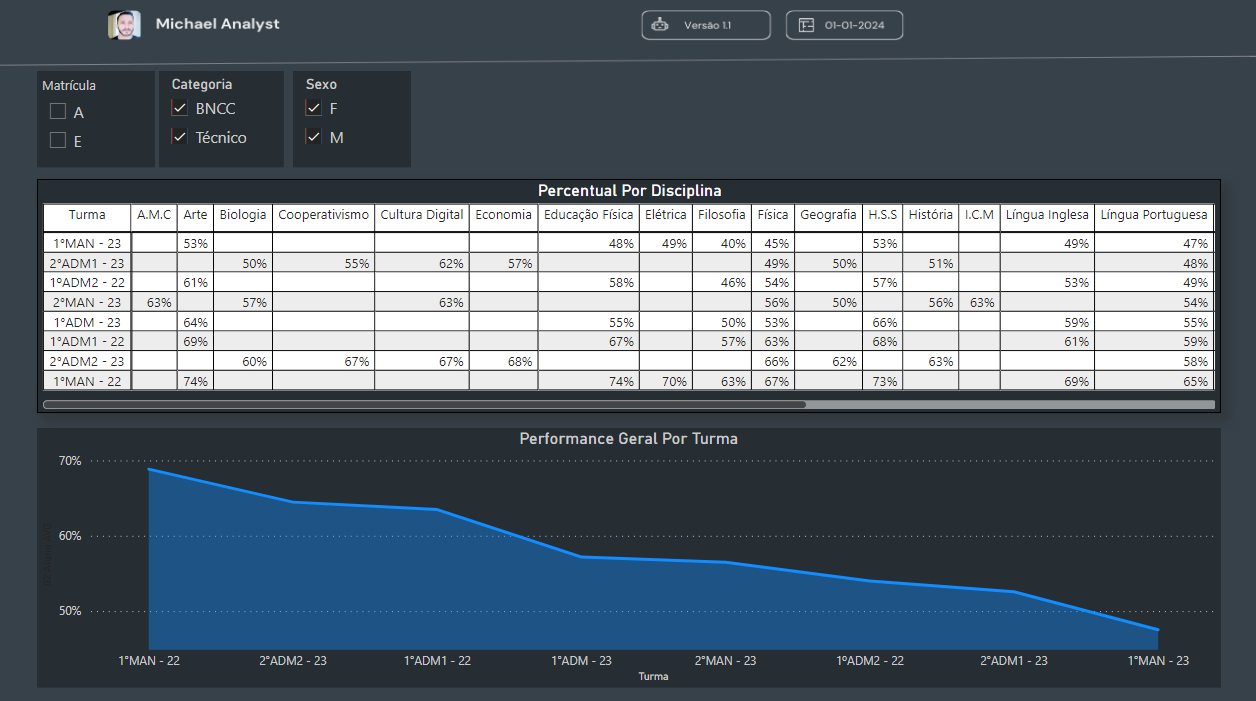 Michael Analyst
Versão 1.1
01-01-2024
Matrícula
A
E
Categoria
BNCC
Técnico
Sexo
F
M
Percentual Por Disciplina
Turma A.M.C Arte Biologia Cooperativismo Cultura Digital Economia Educação Física Elétrica Filosofia Física Geografia H.S.S História I.C.M Língua Inglesa Língua Portuguesa
1°MAN - 23 53% 48% 49% 40% 45% 53% 49% 47%
2°ADM1 - 23 50% 55% 62% 57% 49% 50% 51% 48%
1ºADM2 - 22 61% 58% 46% 54% 57% 53% 49%
2°MAN - 23 63% 57% 63% 56% 50% 56% 63% 54%
1°ADM - 23 64% 55% 50% 53% 66% 59% 55%
1°ADM1 - 22 69% 67% 57% 63% 68% 61% 59%
2°ADM2 - 23 60% 67% 67% 68% 66% 62% 63% 58%
1°MAN - 22 74% 74% 70% 63% 67% 73% 69% 65%
Performance Geral Por Turma
70%
60%
50%
1°MAN - 22 2°ADM2 - 23 1°ADM1 - 22 1°ADM - 23 2°MAN - 23 1ºADM2 - 22 2°ADM1 - 23 1°MAN - 23
Turma